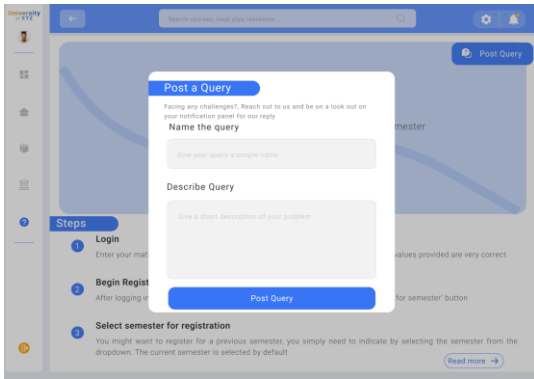 University
of XYZ
Search courses, meal plan, residence...
Post Query
Post a Query
Facing any challenges?, Reach out to us and be on a look out on
your notification panel for our reply
Name the query
mester
Give your query a simple name
Describe Query
Give a short description of your problem
Steps
1
Login
Enter your mat
values provided are very correct.
2
Begin Regist
After logging in
for semester' button
Post Query
3
Select semester for registration
You might want to register for a previous semester, you simply need to indicate by selecting the semester from the
dropdown. The current semester is selected by default
Read more